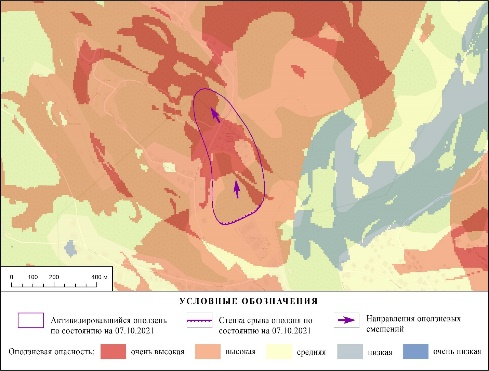 0 100 200 400 м
УСЛОВНЫЕ ОБОЗНАЧЕНИЯ
Активизировавшийся оползень
по состоянию на 07.10.2021
Стенка срыва оползня по
состоянию на 07.10.2021
Направления оползневых
смещений
Оползневая опасность: очень высокая высокая средняя низкая очень низкая